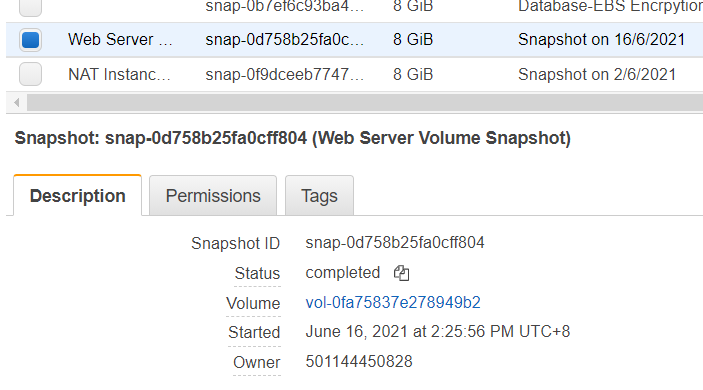 snap-0b7ef6c93ba4... 8 GiB Database-EBS Encrpytion
Web Server ... snap-0d758b25fa0c... 8 GiB Snapshot on 16/6/2021
NAT Instanc... snap-0f9dceeb7747... 8 GiB Snapshot on 2/6/2021
Snapshot: snap-0d758b25fa0cff804 (Web Server Volume Snapshot)
Description Permissions Tags
Snapshot ID snap-0d758b25fa0cff804
Status completed
Volume vol-0fa75837e278949b2
Started June 16, 2021 at 2:25:56 PM UTC+8
Owner 501144450828